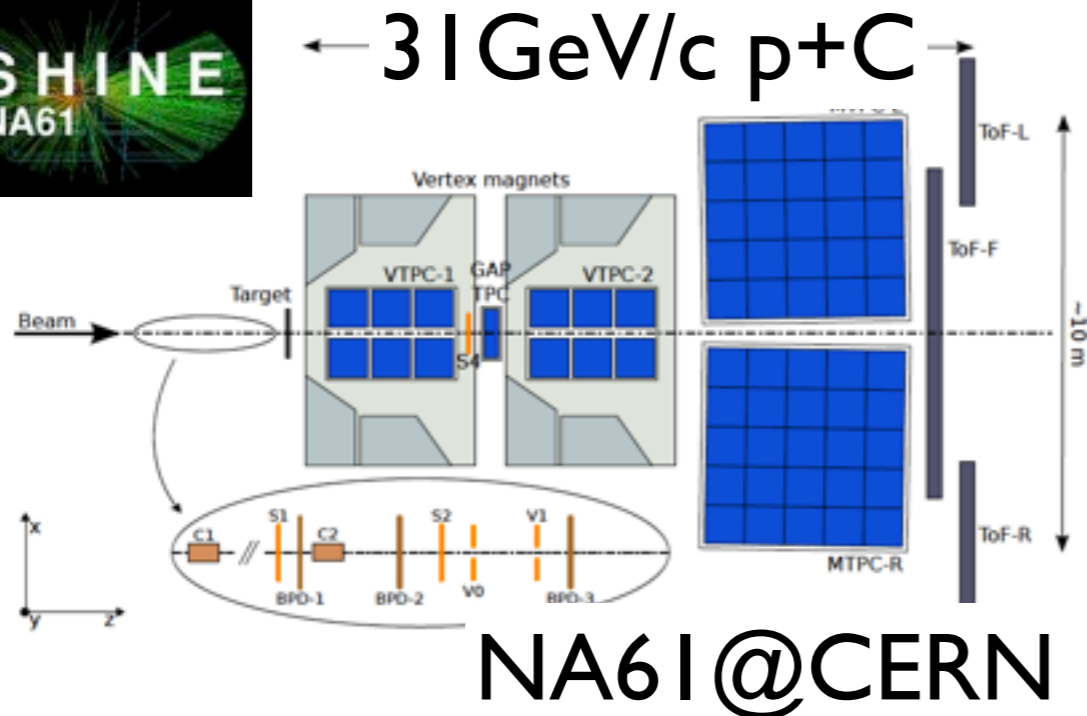 SHINE
NA61
31GeV/c p+C
ToF-L
Vertex magnets
ToF-F
VTPC-1
GAP
TPC
VTPC-2
Target
Beam
S4
~10 m
S1
C2
S2
V1
C1
ToF-R
MTPC-R
BPD-1
BPD-2
V0
BPD-3
x
y
z
NA61@CERN